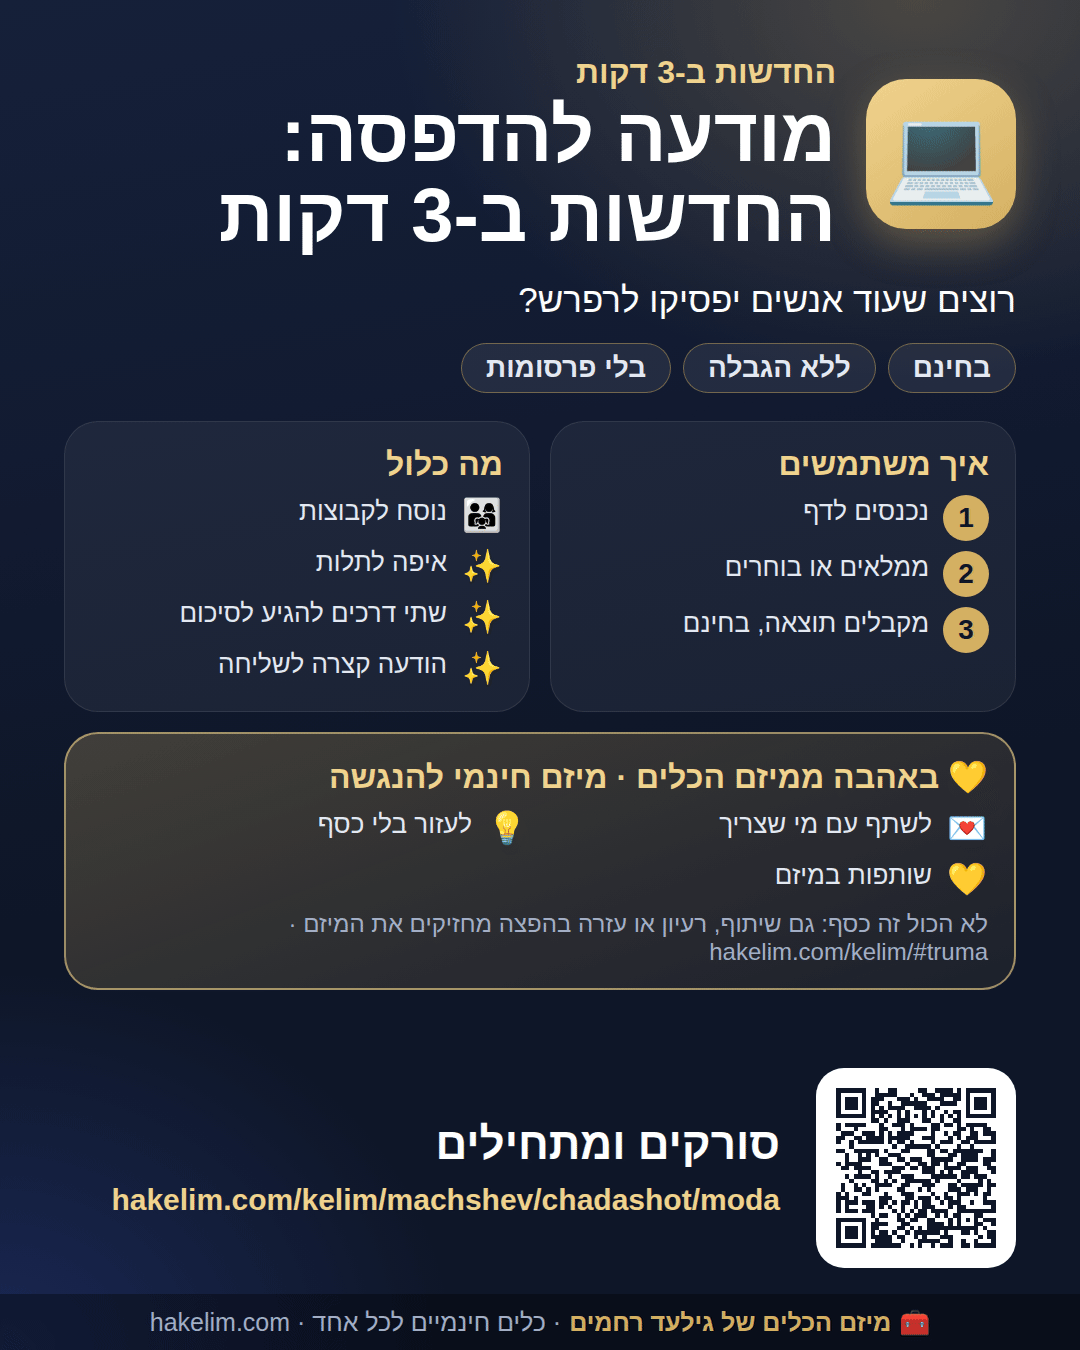 החדשות ב-3 דקות
מודעה להדפסה:
החדשות ב-3 דקות
רוצים שעוד אנשים יפסיקו לרפרש?
בחינם
ללא הגבלה
בלי פרסומות
איך משתמשים
1 נכנסים לדף
2 ממלאים או בוחרים
3 מקבלים תוצאה, בחינם
מה כלול
נוסח לקבוצות
איפה לתלות
שתי דרכים להגיע לסיכום
הודעה קצרה לשליחה
באהבה ממיזם הכלים · מיזם חינמי להנגשה
לשתף עם מי שצריך
לעזור בלי כסף
שותפות במיזם
לא הכול זה כסף: גם שיתוף, רעיון או עזרה בהפצה מחזיקים את המיזם ·
hakelim.com/kelim/#truma
סורקים ומתחילים
hakelim.com/kelim/machshev/chadashot/moda
מיזם הכלים של גילעד רחמים · כלים חינמיים לכל אחד · hakelim.com